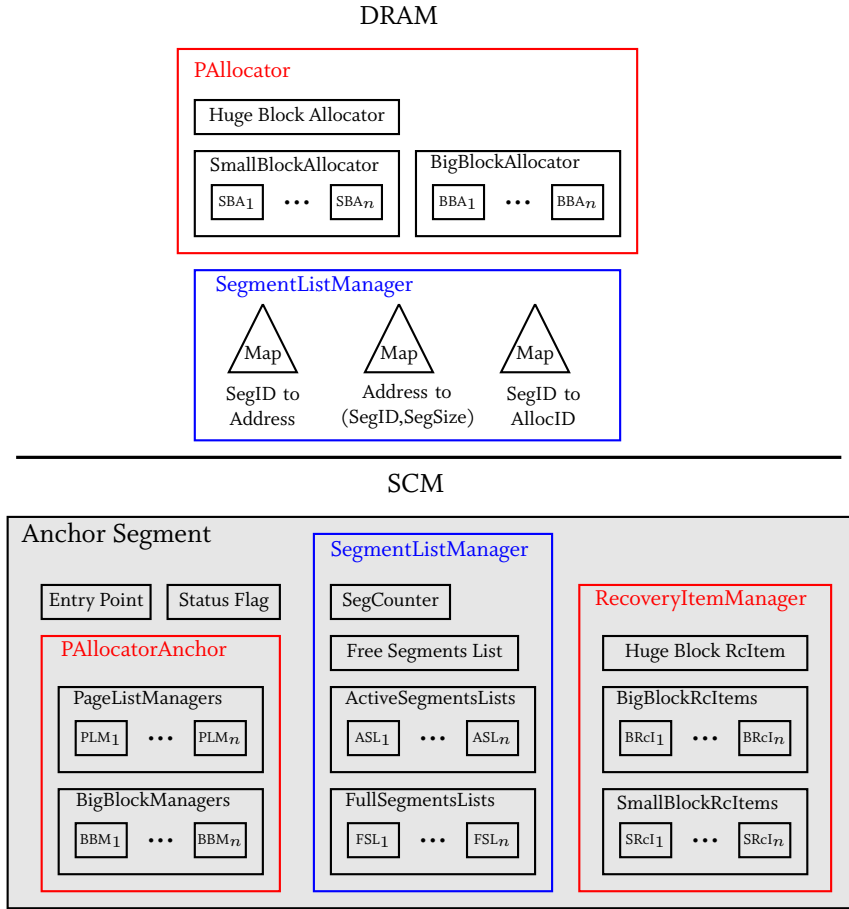 DRAM
PAllocator
Huge Block Allocator
SmallBlockAllocator
SBA1 ••• SBAn
BigBlockAllocator
BBA1 ••• BBAn
SegmentListManager
Map
SegID to
Address
Map
Address to
(SegID,SegSize)
Map
SegID to
AllocID
SCM
Anchor Segment
Entry Point
Status Flag
PAllocatorAnchor
PageListManagers
PLM1 ••• PLMn
BigBlockManagers
BBM1 ••• BBMn
SegmentListManager
SegCounter
Free Segments List
ActiveSegmentsLists
ASL1 ••• ASLn
FullSegmentsLists
FSL1 ••• FSLn
RecoveryItemManager
Huge Block RcItem
BigBlockRcItems
BRcI1 ••• BRcIn
SmallBlockRcItems
SRcI1 ••• SRcIn